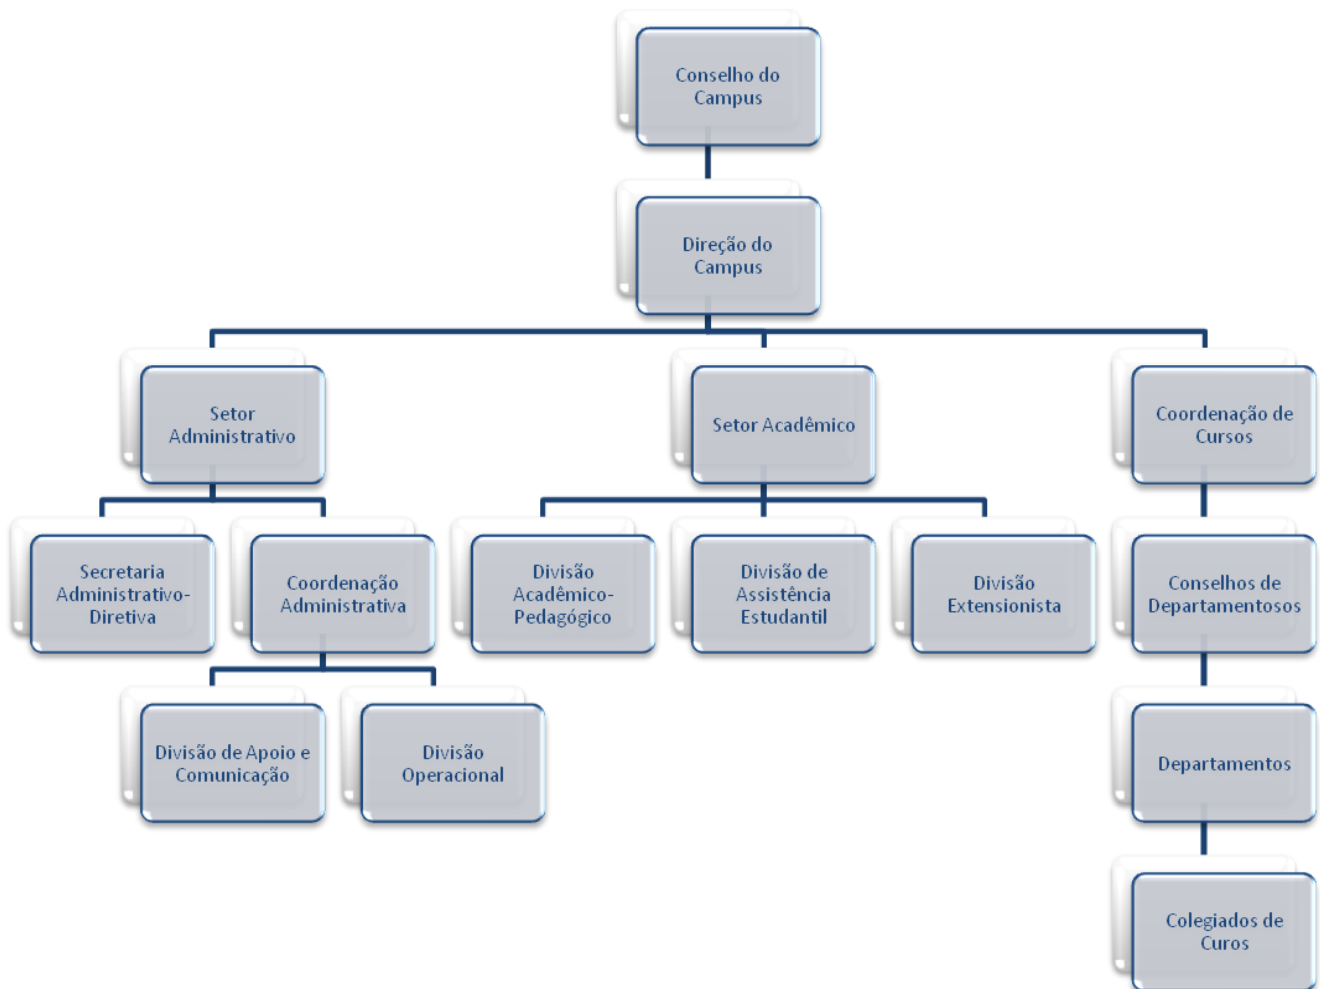 Conselho do
Campus
Direção do
Campus
Setor
Administrativo
Setor Acadêmico
Coordenação de
Cursos
Secretaria
Administrativo-
Diretiva
Coordenação
Administrativa
Divisão
Acadêmico-
Pedagógico
Divisão de
Assistência
Estudantil
Divisão
Extensionista
Conselhos de
Departamentosos
Divisão de Apoio e
Comunicação
Divisão
Operacional
Departamentos
Colegiados de
Curos